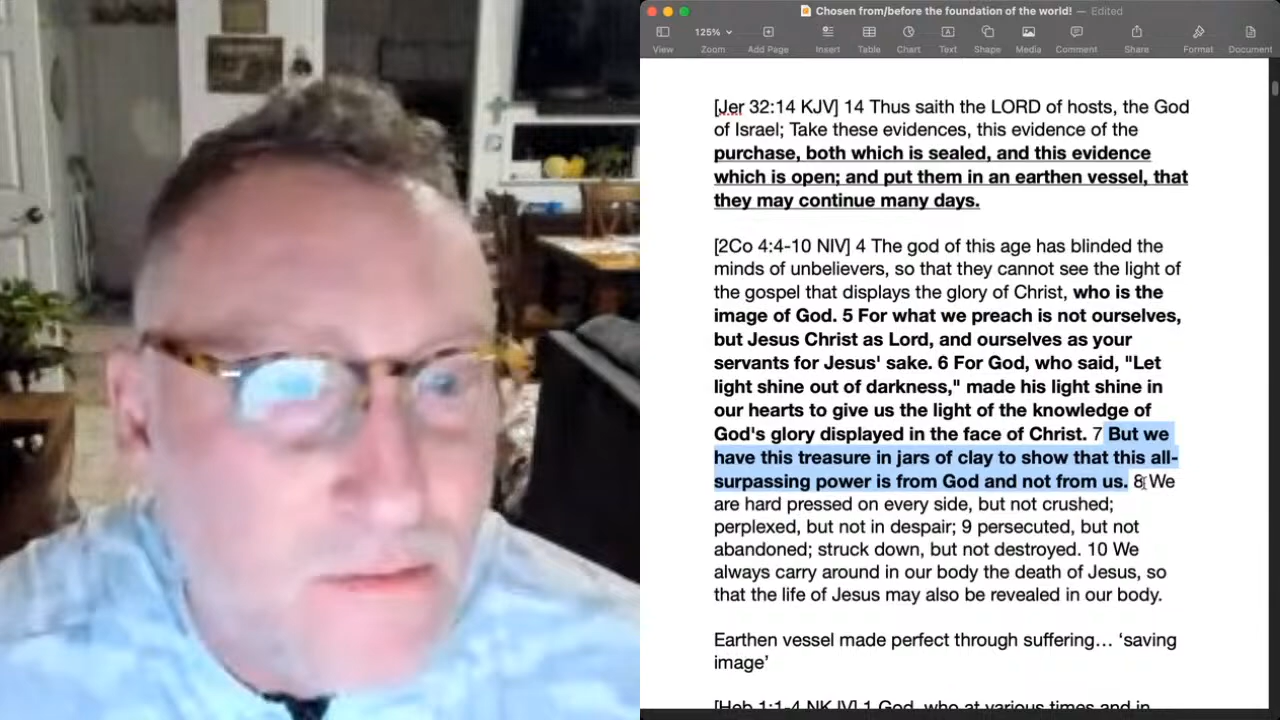 Chosen from/before the foundation of the world! — Edited
125%
View Zoom Add Page Insert Table Chart Text Shape Media Comment Share Format Document
[Jer 32:14 KJV] 14 Thus saith the LORD of hosts, the God
of Israel; Take these evidences, this evidence of the
purchase, both which is sealed, and this evidence
which is open; and put them in an earthen vessel, that
they may continue many days.
[2Co 4:4-10 NIV] 4 The god of this age has blinded the
minds of unbelievers, so that they cannot see the light of
the gospel that displays the glory of Christ, who is the
image of God. 5 For what we preach is not ourselves,
but Jesus Christ as Lord, and ourselves as your
servants for Jesus' sake. 6 For God, who said, "Let
light shine out of darkness," made his light shine in
our hearts to give us the light of the knowledge of
God's glory displayed in the face of Christ. 7 But we
have this treasure in jars of clay to show that this all-
surpassing power is from God and not from us. 8 We
are hard pressed on every side, but not crushed;
perplexed, but not in despair; 9 persecuted, but not
abandoned; struck down, but not destroyed. 10 We
always carry around in our body the death of Jesus, so
that the life of Jesus may also be revealed in our body.
Earthen vessel made perfect through suffering… ‘saving
image’
[Heb 1:1-4 NKJV] 1 God, who at various times and in